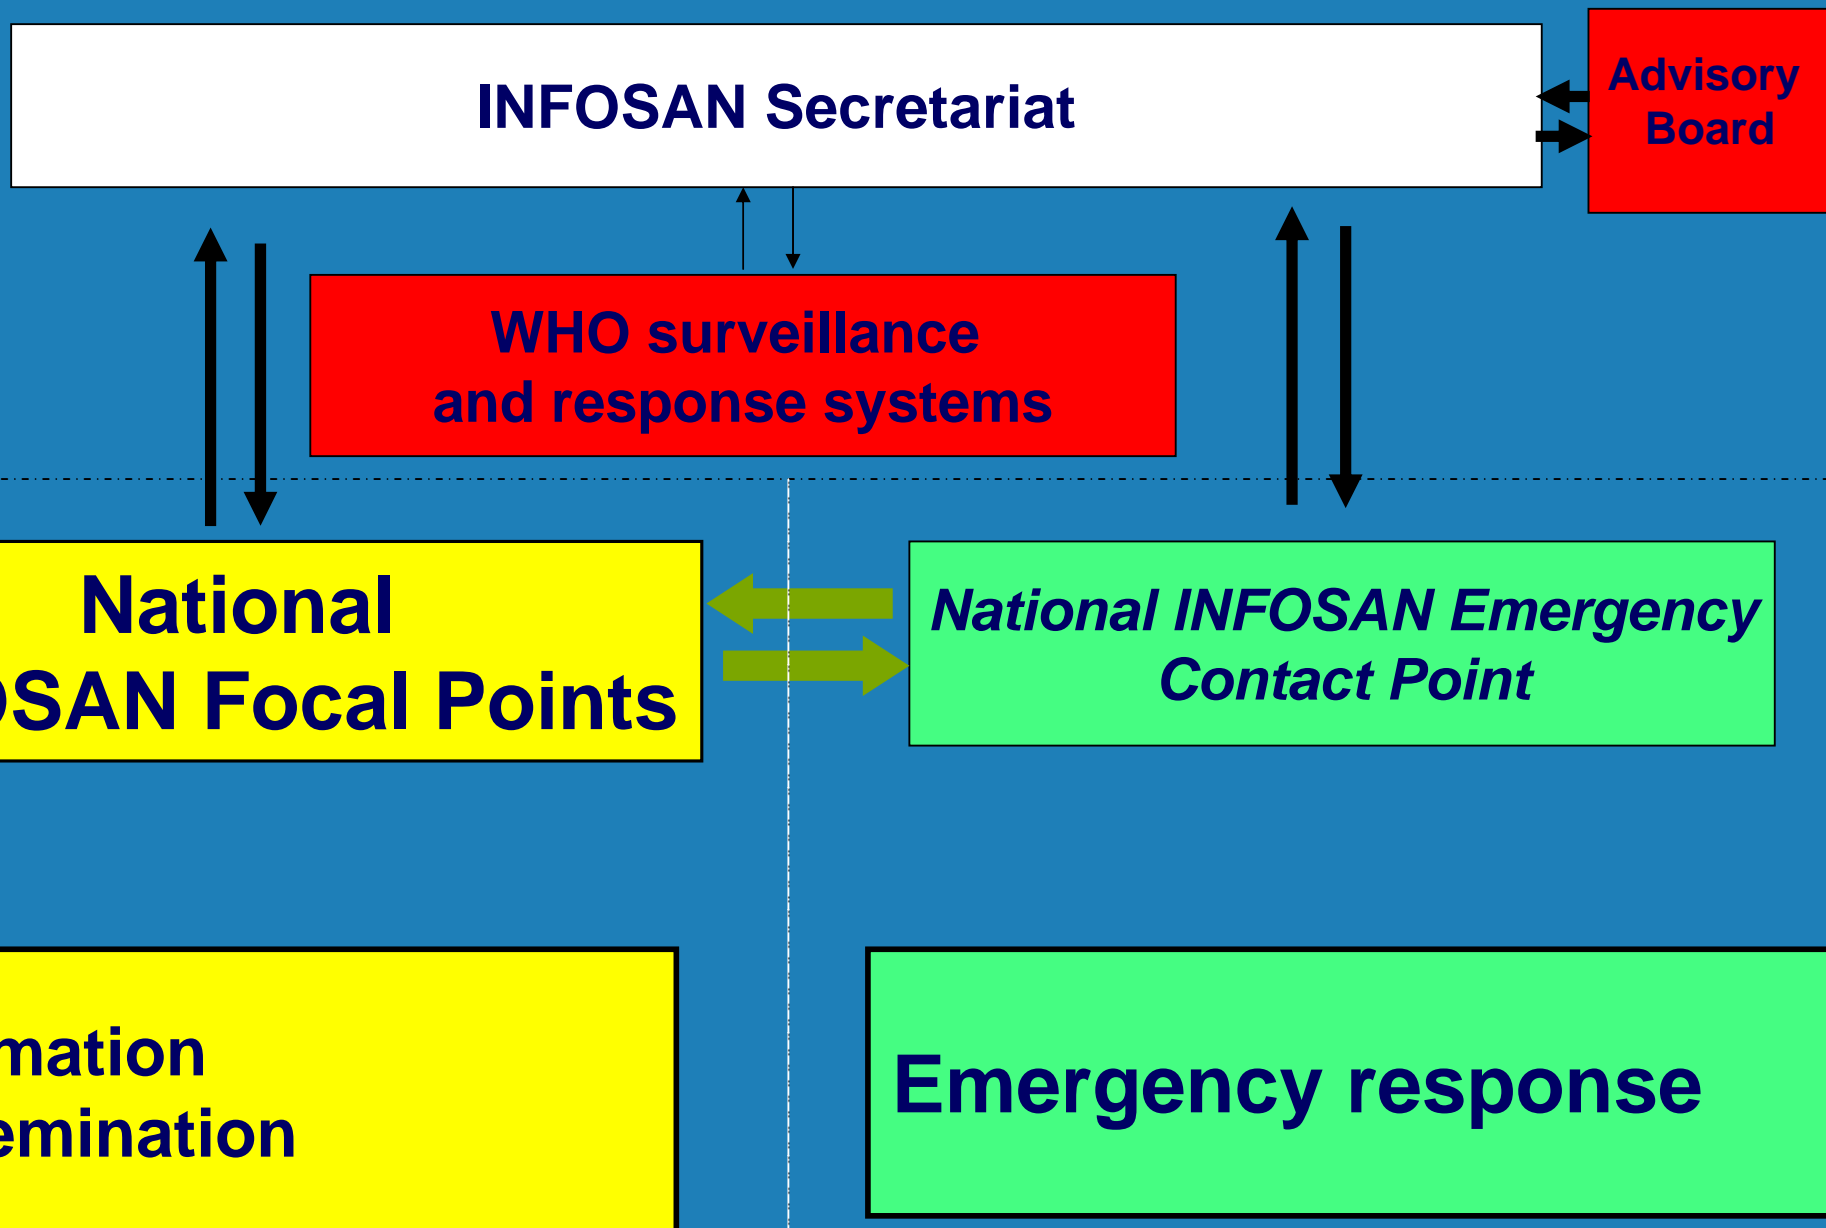 INFOSAN Secretariat
Advisory
Board
WHO surveillance
and response systems
National
OSAN Focal Points
National INFOSAN Emergency
Contact Point
mation
emination
Emergency response